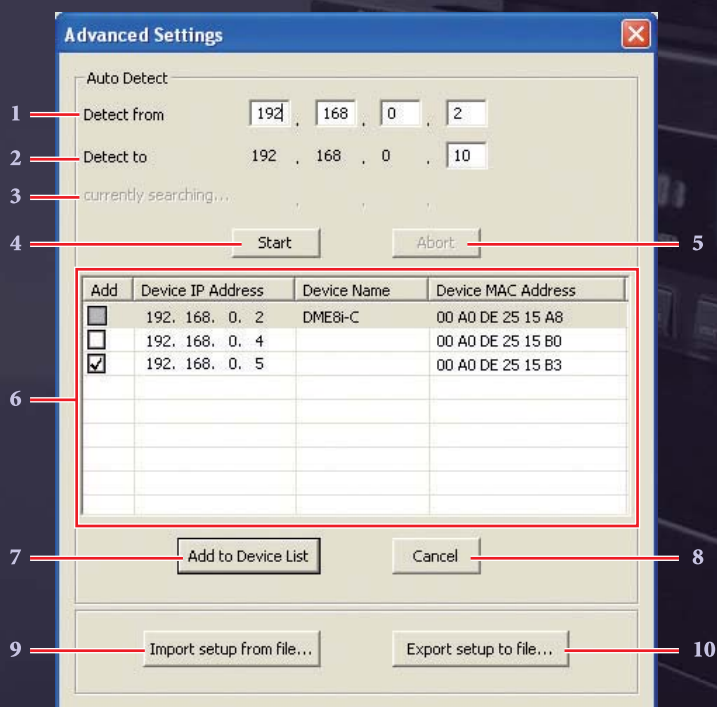 Advanced Settings
Auto Detect
1 Detect from 192 . 168 . 0 . 2
2 Detect to 192 . 168 . 0 . 10
3 currently searching... . . .
4 Start Abort 5
Add Device IP Address Device Name Device MAC Address
192. 168. 0. 2 DME8i-C 00 A0 DE 25 15 A8
192. 168. 0. 4 00 A0 DE 25 15 B0
192. 168. 0. 5 00 A0 DE 25 15 B3
6
7 Add to Device List Cancel 8
9 Import setup from file... Export setup to file... 10